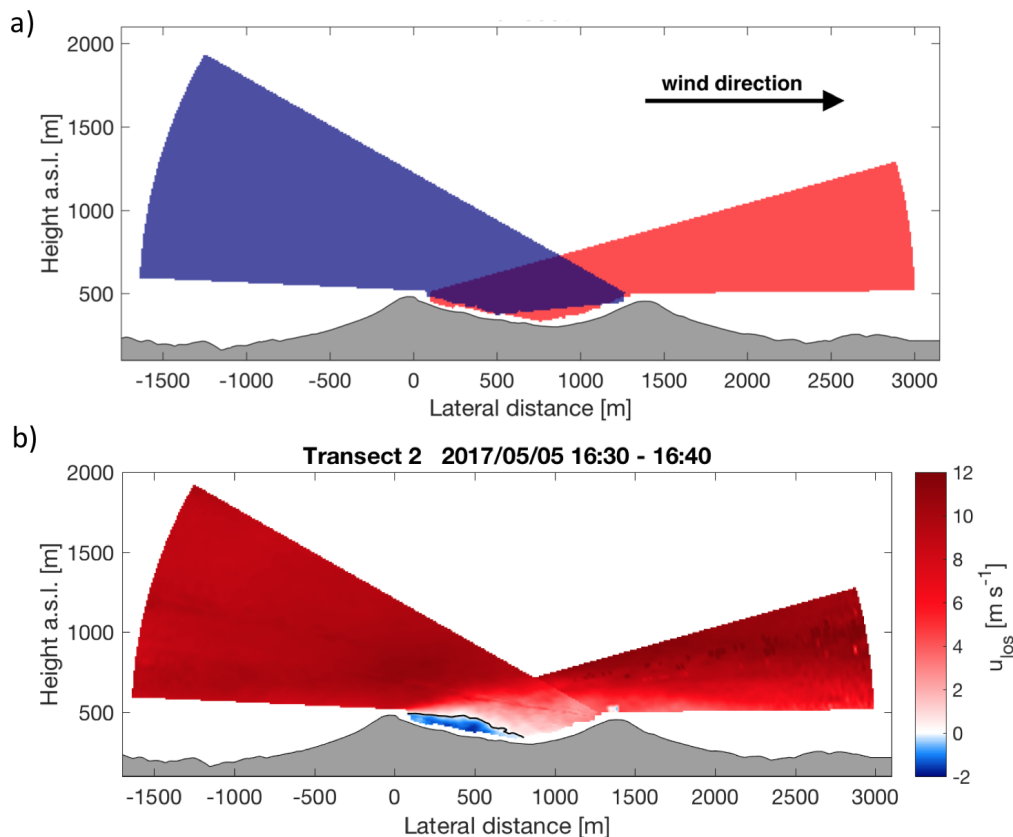 a)
2000
1500
1000
500
Height a.s.l. [m]
wind direction
-1500 -1000 -500 0 500 1000 1500 2000 2500 3000
Lateral distance [m]
b)
Transect 2 2017/05/05 16:30 - 16:40
2000
1500
1000
500
Height a.s.l. [m]
-1500 -1000 -500 0 500 1000 1500 2000 2500 3000
Lateral distance [m]
12
10
8
6
4
2
0
-2
u_los [m s⁻¹]